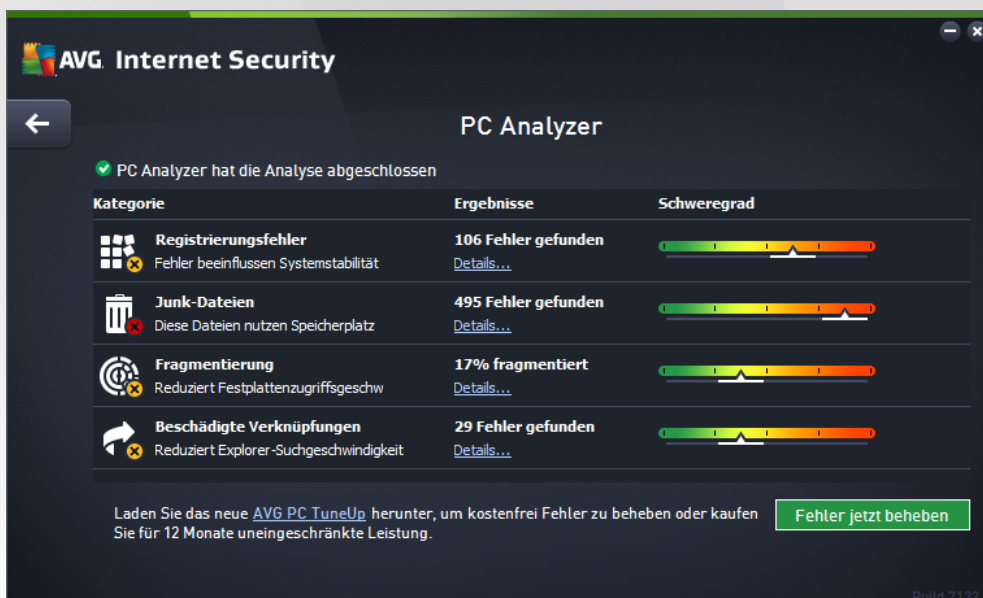 AVG Internet Security
PC Analyzer
PC Analyzer hat die Analyse abgeschlossen
Kategorie Ergebnisse Schweregrad
Registrierungsfehler 106 Fehler gefunden
Fehler beeinflussen Systemstabilität Details...
Junk-Dateien 495 Fehler gefunden
Diese Dateien nutzen Speicherplatz Details...
Fragmentierung 17% fragmentiert
Reduziert Festplattenzugriffsgeschw Details...
Beschädigte Verknüpfungen 29 Fehler gefunden
Reduziert Explorer-Suchgeschwindigkeit Details...
Laden Sie das neue AVG PC TuneUp herunter, um kostenfrei Fehler zu beheben oder kaufen
Sie für 12 Monate uneingeschränkte Leistung.
Fehler jetzt beheben
Build